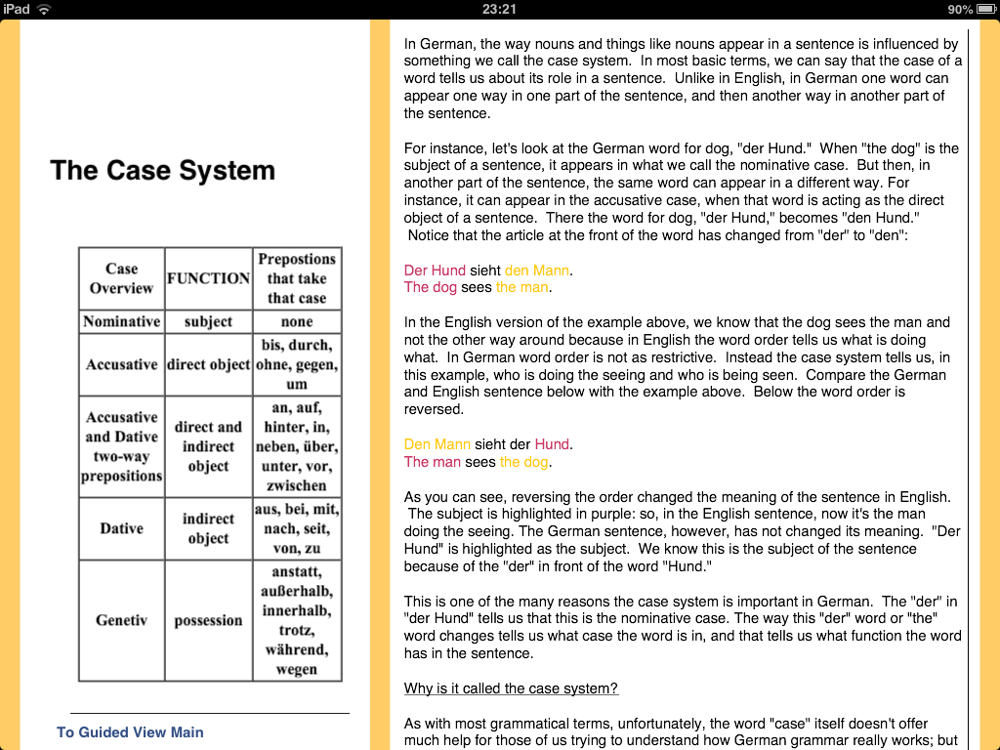 iPad
23:21
90%
The Case System
Case
Overview
FUNCTION
Prepostions
that take
that case
Nominative
subject
none
Accusative
direct object
bis, durch,
ohne, gegen,
um
Accusative
and Dative
two-way
prepositions
direct and
indirect
object
an, auf,
hinter, in,
neben, über,
unter, vor,
zwischen
Dative
indirect
object
aus, bei, mit,
nach, seit,
von, zu
Genetiv
possession
anstatt,
außerhalb,
innerhalb,
trotz,
während,
wegen
To Guided View Main
In German, the way nouns and things like nouns appear in a sentence is influenced by
something we call the case system.  In most basic terms, we can say that the case of a
word tells us about its role in a sentence.  Unlike in English, in German one word can
appear one way in one part of the sentence, and then another way in another part of
the sentence.
For instance, let's look at the German word for dog, "der Hund."  When "the dog" is the
subject of a sentence, it appears in what we call the nominative case.  But then, in
another part of the sentence, the same word can appear in a different way. For
instance, it can appear in the accusative case, when that word is acting as the direct
object of a sentence.  There the word for dog, "der Hund," becomes "den Hund."
Notice that the article at the front of the word has changed from "der" to "den":
Der Hund sieht den Mann.
The dog sees the man.
In the English version of the example above, we know that the dog sees the man and
not the other way around because in English the word order tells us what is doing
what.  In German word order is not as restrictive.  Instead the case system tells us, in
this example, who is doing the seeing and who is being seen.  Compare the German
and English sentence below with the example above.  Below the word order is
reversed.
Den Mann sieht der Hund.
The man sees the dog.
As you can see, reversing the order changed the meaning of the sentence in English.
The subject is highlighted in purple: so, in the English sentence, now it's the man
doing the seeing. The German sentence, however, has not changed its meaning.  "Der
Hund" is highlighted as the subject.  We know this is the subject of the sentence
because of the "der" in front of the word "Hund."
This is one of the many reasons the case system is important in German.  The "der" in
"der Hund" tells us that this is the nominative case. The way this "der" word or "the"
word changes tells us what case the word is in, and that tells us what function the word
has in the sentence.
Why is it called the case system?
As with most grammatical terms, unfortunately, the word "case" itself doesn't offer
much help for those of us trying to understand how German grammar really works; but